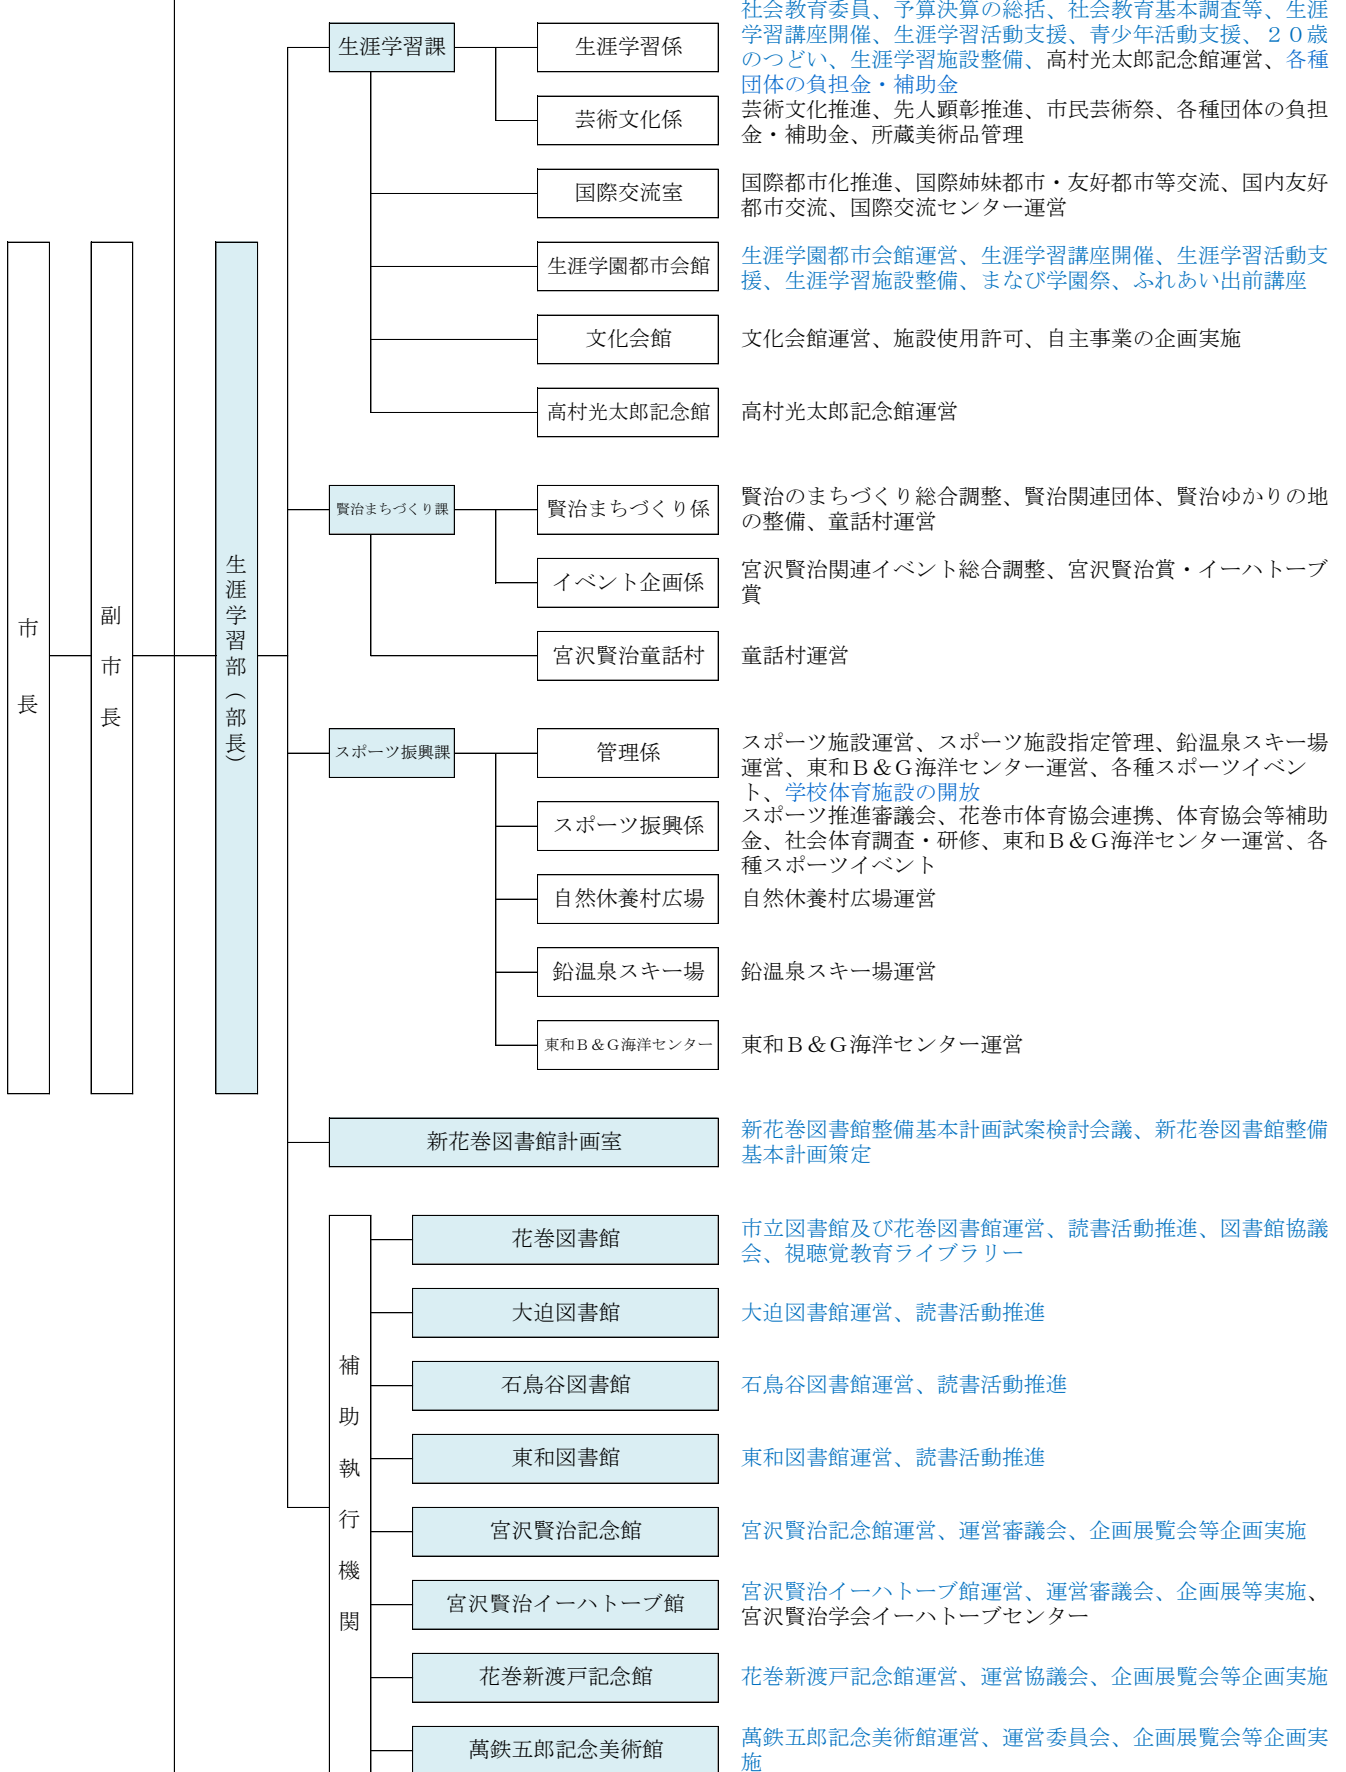 市長
副市長
生涯学習部（部長）
生涯学習課
生涯学習係
社会教育委員、予算決算の総括、社会教育基本調査等、生涯
学習講座開催、生涯学習活動支援、青少年活動支援、２０歳
のつどい、生涯学習施設整備、高村光太郎記念館運営、各種
団体の負担金・補助金
芸術文化係
芸術文化推進、先人顕彰推進、市民芸術祭、各種団体の負担
金・補助金、所蔵美術品管理
国際交流室
国際都市化推進、国際姉妹都市・友好都市等交流、国内友好
都市交流、国際交流センター運営
生涯学園都市会館
生涯学園都市会館運営、生涯学習講座開催、生涯学習活動支
援、生涯学習施設整備、まなび学園祭、ふれあい出前講座
文化会館
文化会館運営、施設使用許可、自主事業の企画実施
高村光太郎記念館
高村光太郎記念館運営
賢治まちづくり課
賢治まちづくり係
賢治のまちづくり総合調整、賢治関連団体、賢治ゆかりの地
の整備、童話村運営
イベント企画係
宮沢賢治関連イベント総合調整、宮沢賢治賞・イーハトーブ
賞
宮沢賢治童話村
童話村運営
スポーツ振興課
管理係
スポーツ施設運営、スポーツ施設指定管理、鉛温泉スキー場
運営、東和Ｂ＆Ｇ海洋センター運営、各種スポーツイベン
ト、学校体育施設の開放
スポーツ振興係
スポーツ推進審議会、花巻市体育協会連携、体育協会等補助
金、社会体育調査・研修、東和Ｂ＆Ｇ海洋センター運営、各
種スポーツイベント
自然休養村広場
自然休養村広場運営
鉛温泉スキー場
鉛温泉スキー場運営
東和Ｂ＆Ｇ海洋センター
東和Ｂ＆Ｇ海洋センター運営
新花巻図書館計画室
新花巻図書館整備基本計画試案検討会議、新花巻図書館整備
基本計画策定
補助執行機関
花巻図書館
市立図書館及び花巻図書館運営、読書活動推進、図書館協議
会、視聴覚教育ライブラリー
大迫図書館
大迫図書館運営、読書活動推進
石鳥谷図書館
石鳥谷図書館運営、読書活動推進
東和図書館
東和図書館運営、読書活動推進
宮沢賢治記念館
宮沢賢治記念館運営、運営審議会、企画展覧会等企画実施
宮沢賢治イーハトーブ館
宮沢賢治イーハトーブ館運営、運営審議会、企画展等実施、
宮沢賢治学会イーハトーブセンター
花巻新渡戸記念館
花巻新渡戸記念館運営、運営協議会、企画展覧会等企画実施
萬鉄五郎記念美術館
萬鉄五郎記念美術館運営、運営委員会、企画展覧会等企画実
施